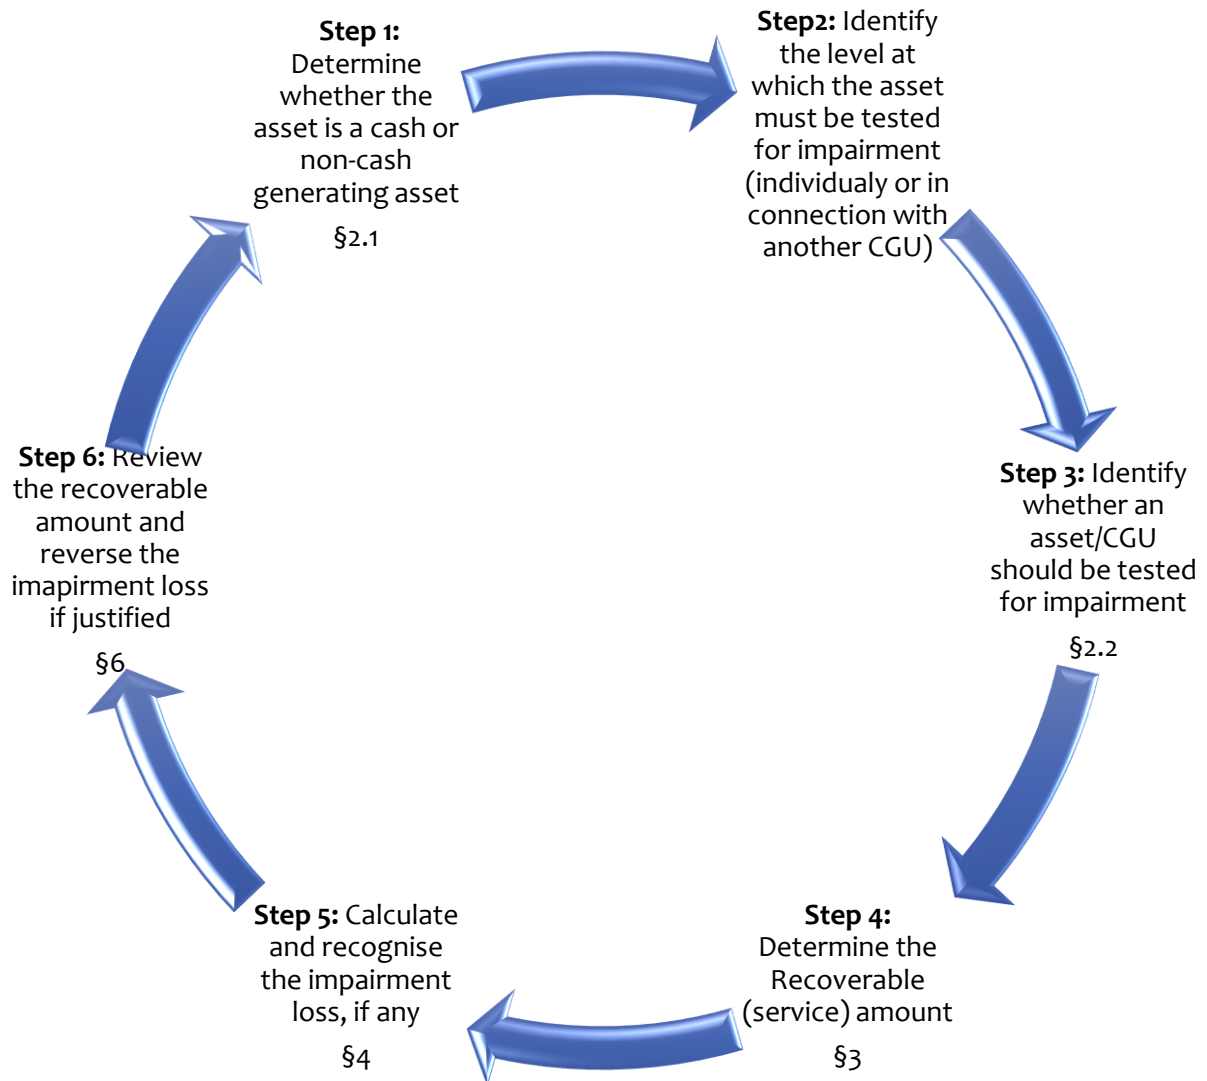 Step 1:
Determine
whether the
asset is a cash or
non-cash
generating asset
§2.1
Step2: Identify
the level at
which the asset
must be tested
for impairment
(individualy or in
connection with
another CGU)
Step 3: Identify
whether an
asset/CGU
should be tested
for impairment
§2.2
Step 4:
Determine the
Recoverable
(service) amount
§3
Step 5: Calculate
and recognise
the impairment
loss, if any
§4
Step 6: Review
the recoverable
amount and
reverse the
imapirment loss
if justified
§6